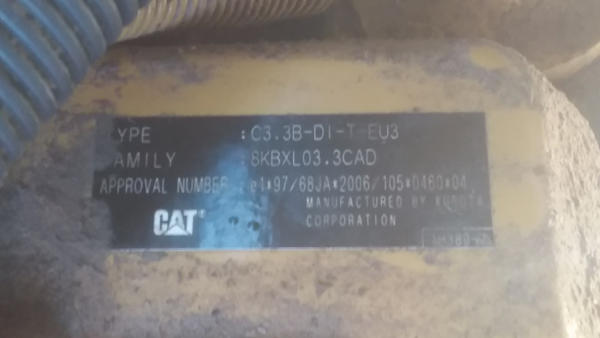 YPE : C3.3B-DI-T-EU3
AMILY : 8KBXL03.3CAD
APPROVAL NUMBER : e1*97/68JA*2006/105*0460*04
MANUFACTURED BY KUBOTA
CORPORATION
CAT